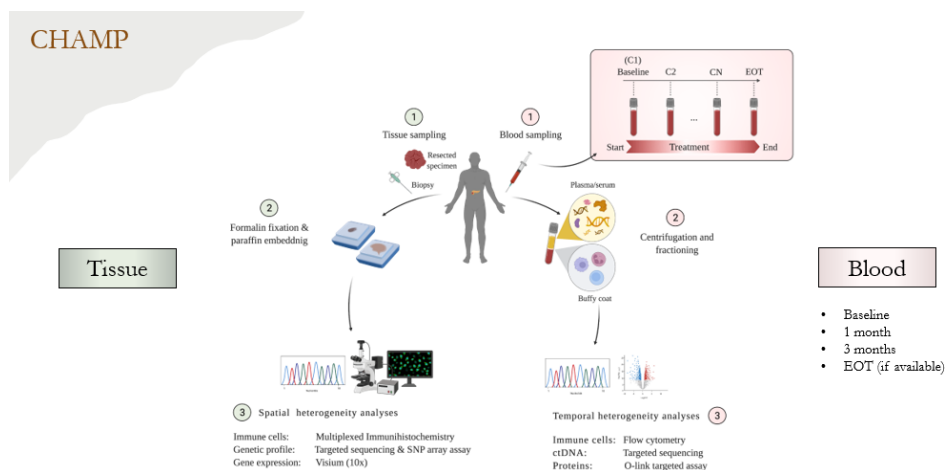 CHAMP
(C1)
Baseline
C2
CN
EOT
...
Start
Treatment
End
1
Tissue sampling
1
Blood sampling
Resected
specimen
Biopsy
2
Formalin fixation &
paraffin embeddnig
Plasma/serum
2
Centrifugation and
fractioning
Buffy coat
Tissue
Blood
• Baseline
• 1 month
• 3 months
• EOT (if available)
3 Spatial heterogeneity analyses
Immune cells: Multiplexed Immunihistochemistry
Genetic profile: Targeted sequencing & SNP array assay
Gene expression: Visium (10x)
Temporal heterogeneity analyses 3
Immune cells: Flow cytometry
ctDNA: Targeted sequencing
Proteins: O-link targeted assay